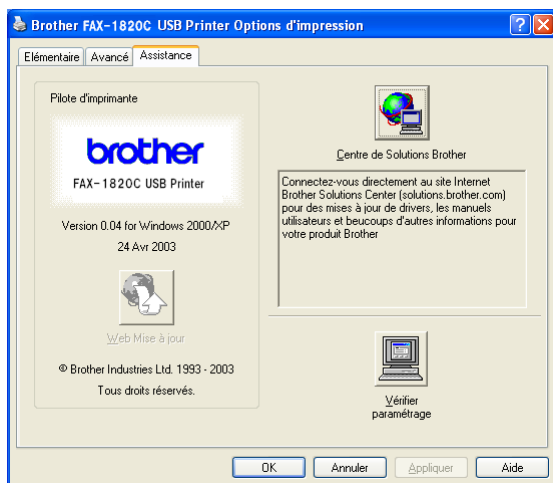 Brother FAX-1820C USB Printer Options d'impression
Elémentaire Avancé Assistance
Pilote d'imprimante
brother
FAX-1820C USB Printer
Version 0.04 for Windows 2000/XP
24 Avr 2003
Web Mise à jour
© Brother Industries Ltd. 1993 - 2003
Tous droits réservés.
Centre de Solutions Brother
Connectez-vous directement au site Internet
Brother Solutions Center (solutions.brother.com)
pour des mises à jour de drivers, les manuels
utilisateurs et beucoups d'autres informations pour
votre produit Brother
Vérifier
paramétrage
OK Annuler Appliquer Aide